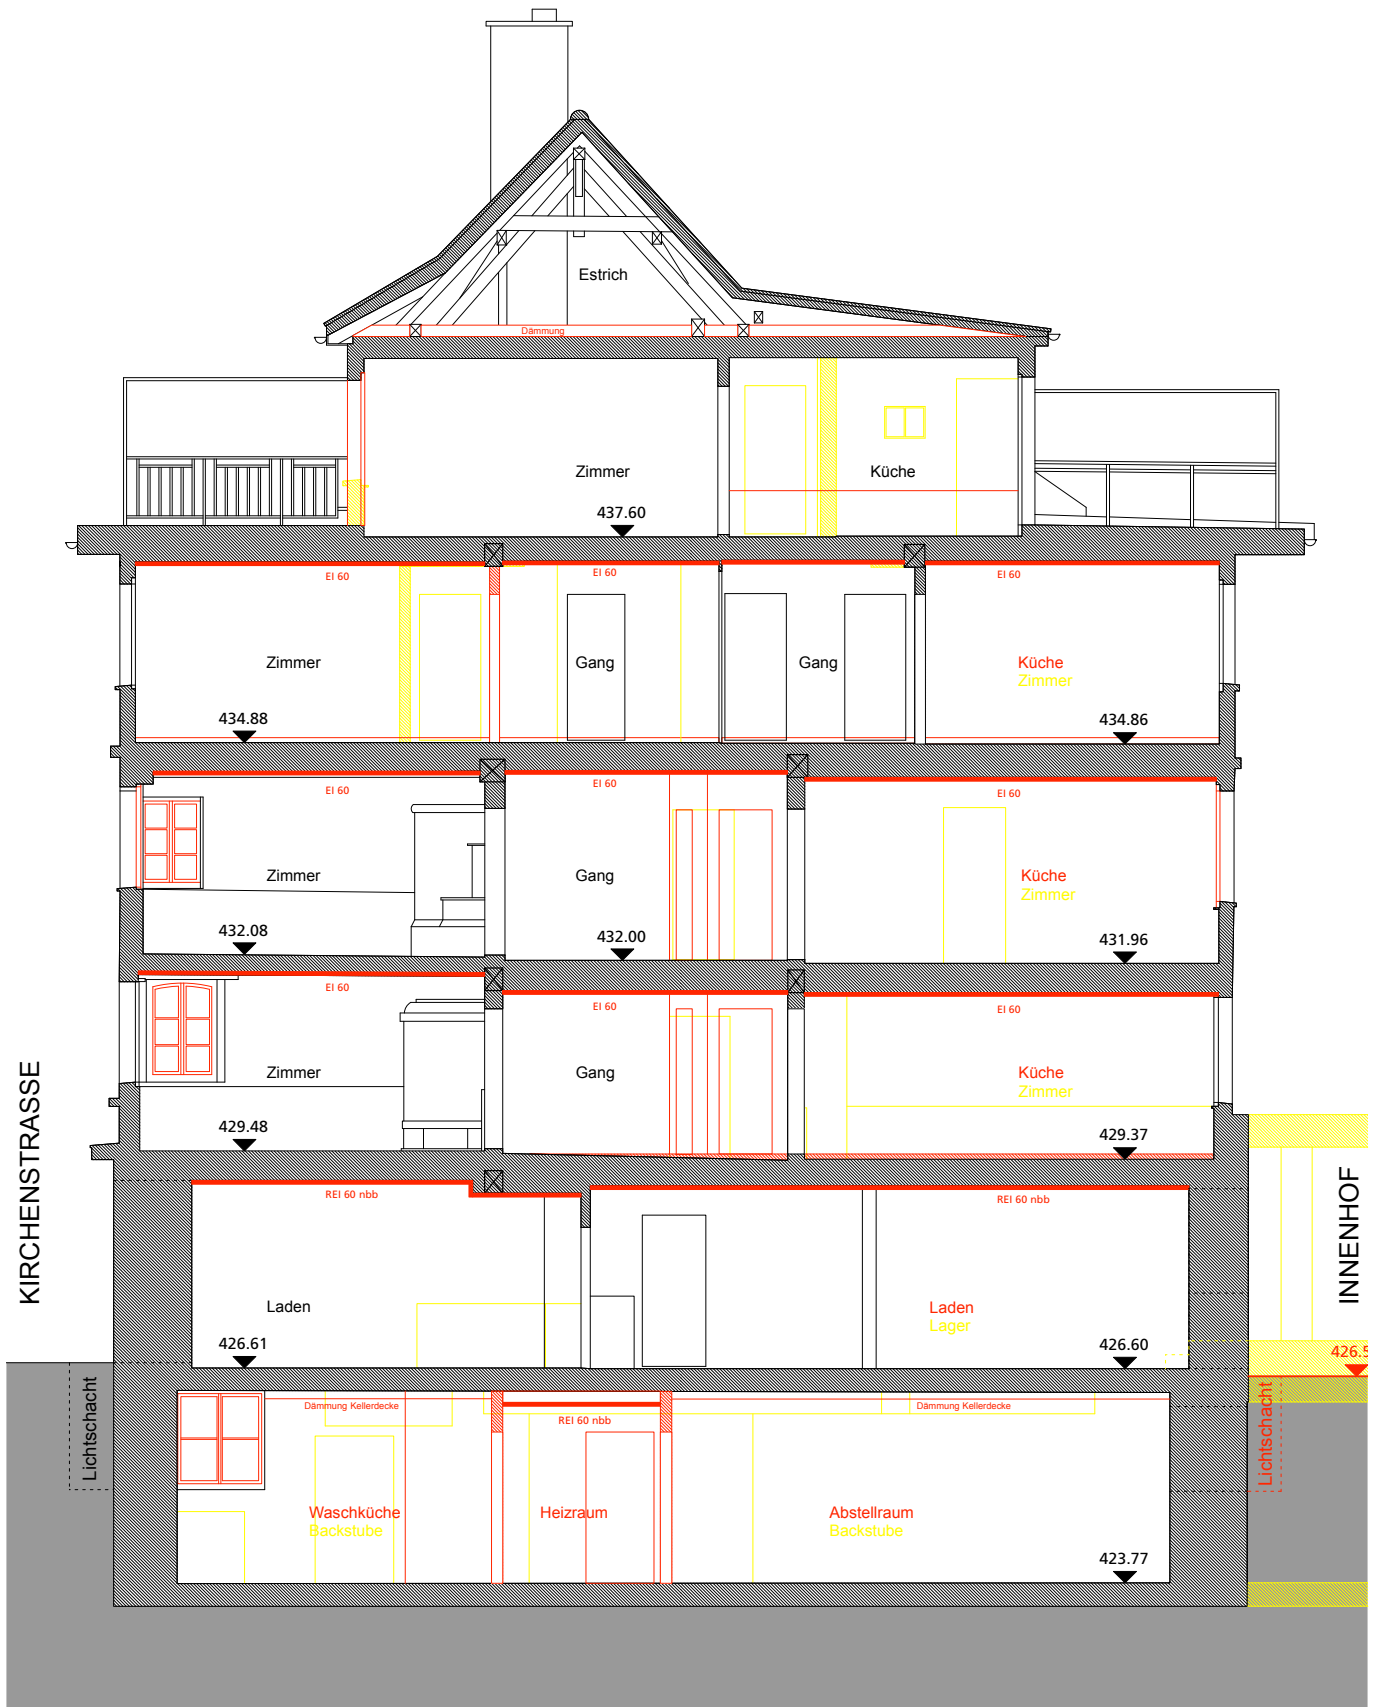 Estrich
Dämmung
Zimmer
Küche
437.60
EI 60
EI 60
EI 60
Zimmer
Gang
Gang
Küche
Zimmer
434.88
434.86
EI 60
EI 60
EI 60
Zimmer
Gang
Küche
Zimmer
432.08
432.00
431.96
EI 60
EI 60
EI 60
Zimmer
Gang
Küche
Zimmer
429.48
429.37
KIRCHENSTRASSE
INNENHOF
REI 60 nbb
REI 60 nbb
Laden
Laden
Lager
426.61
426.60
426.5
Lichtschacht
Lichtschacht
Dämmung Kellerdecke
REI 60 nbb
Dämmung Kellerdecke
Waschküche
Backstube
Heizraum
Abstellraum
Backstube
423.77